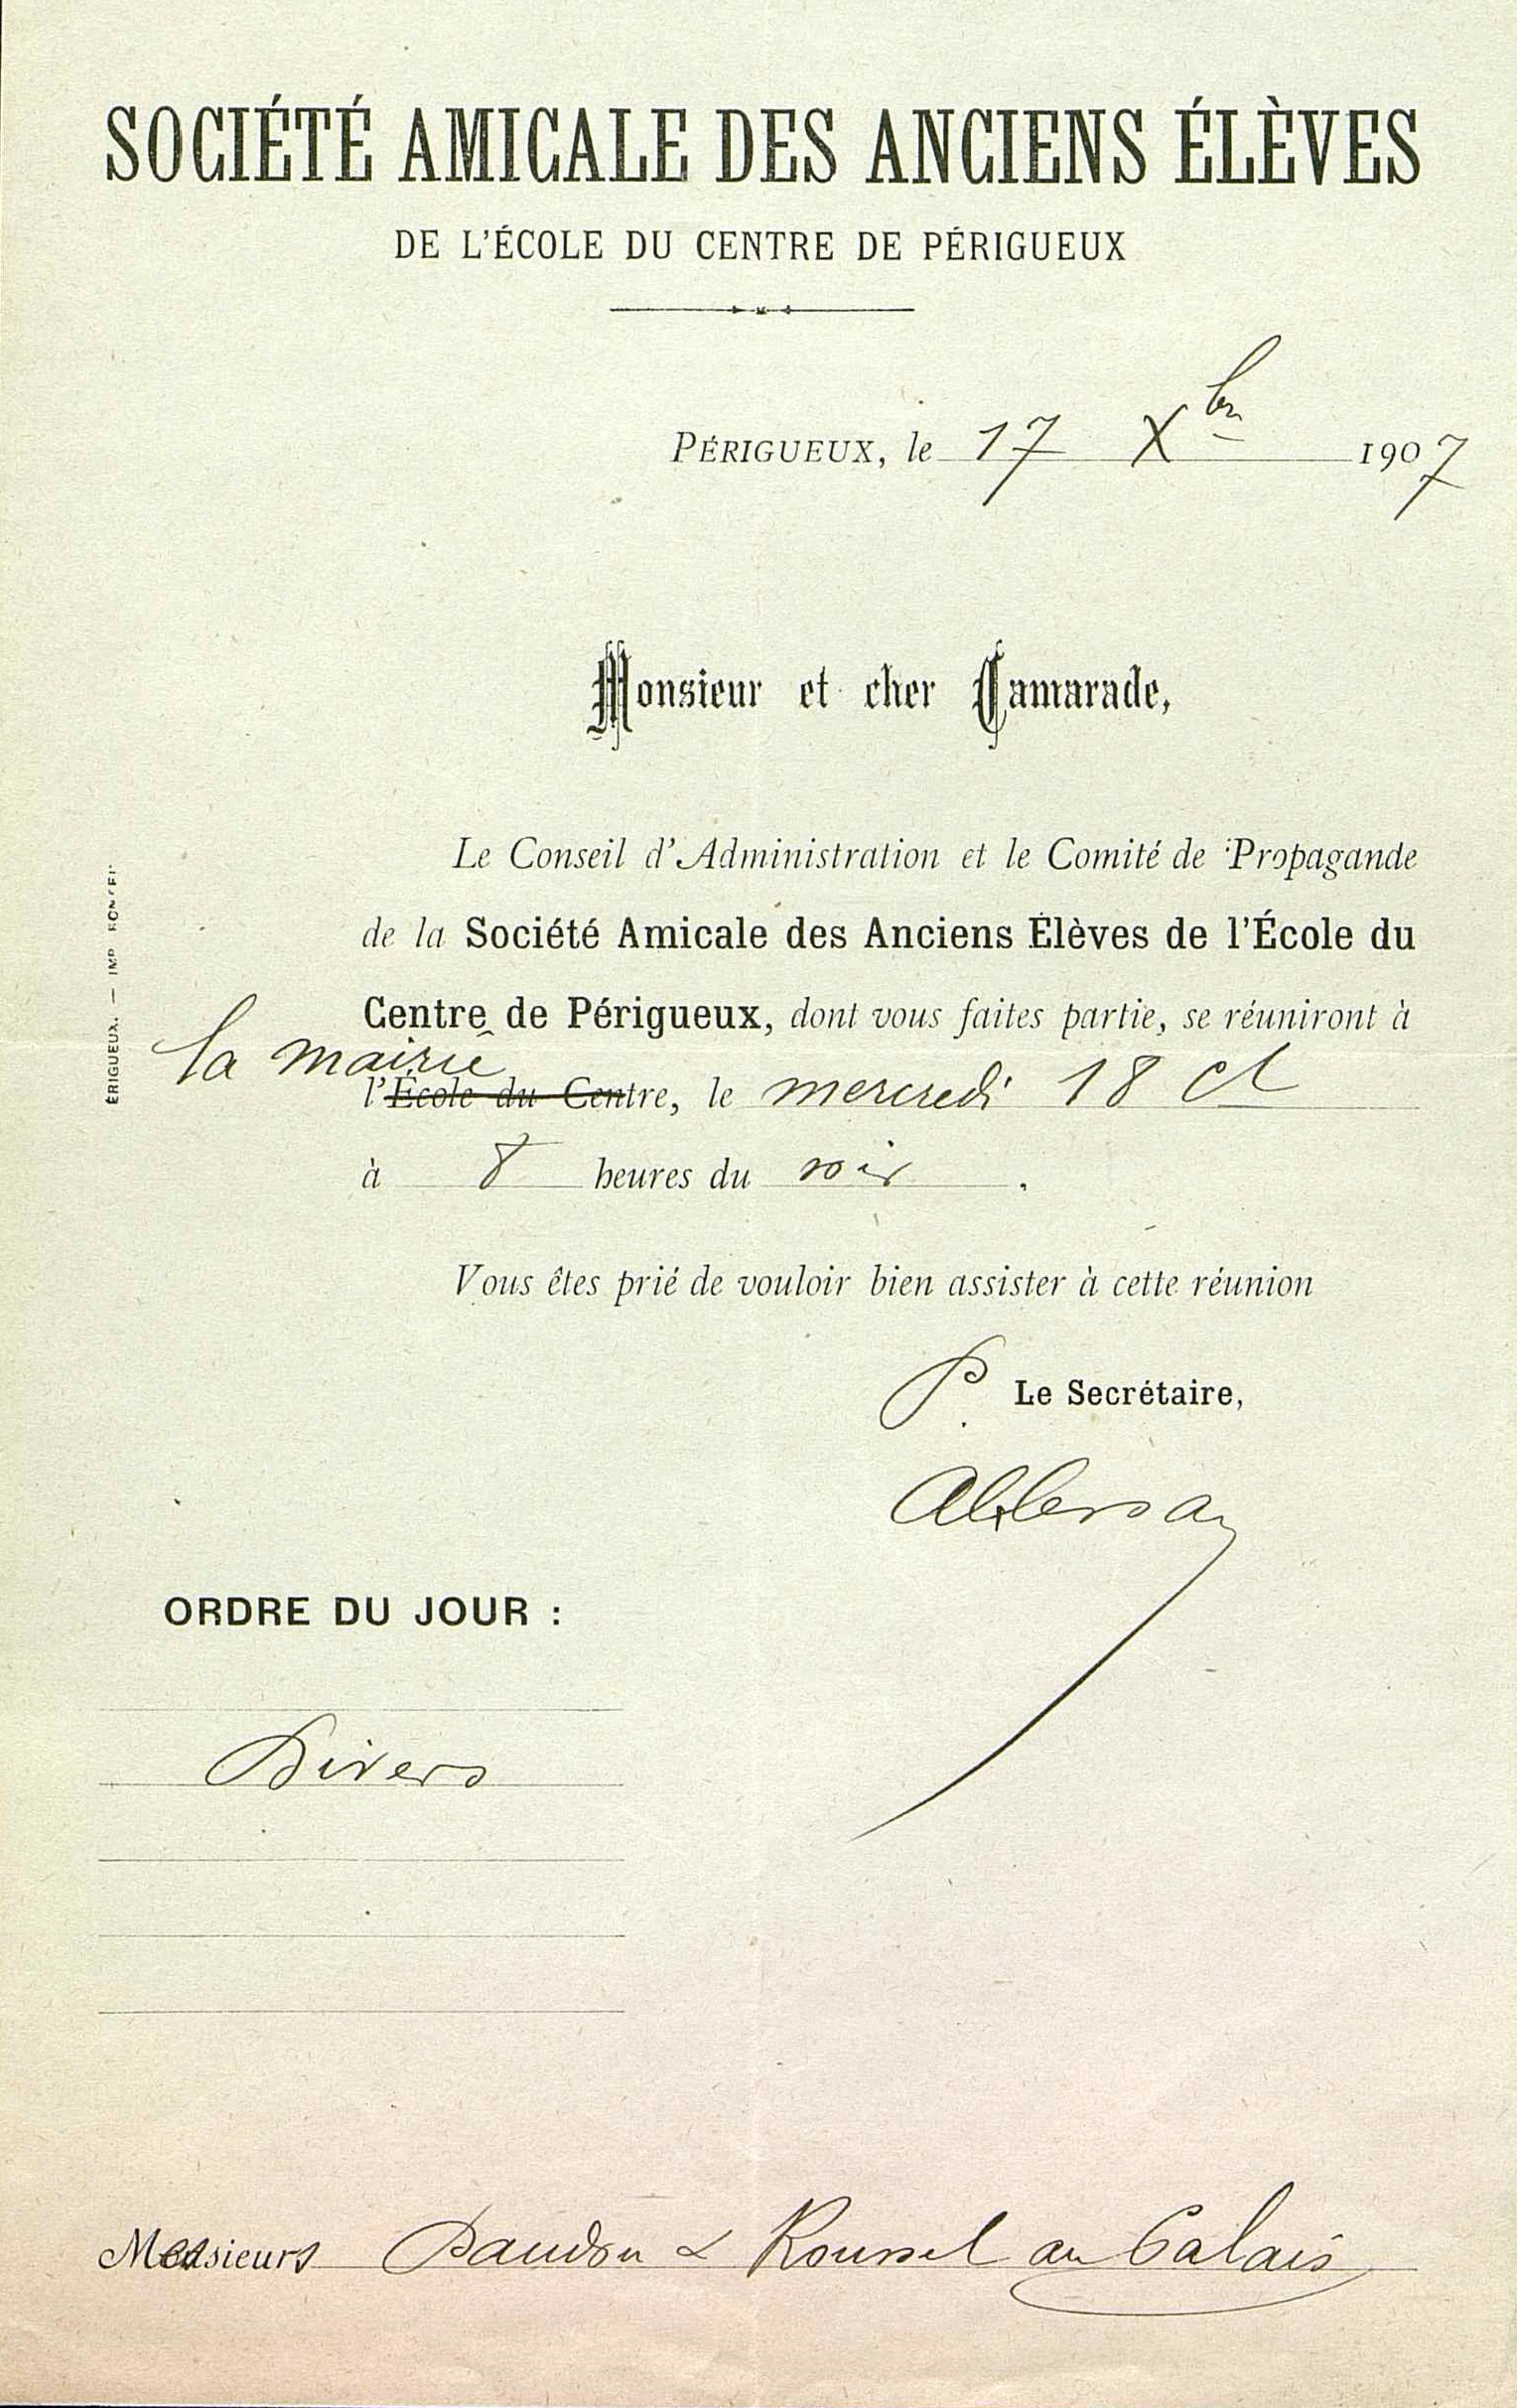 SOCIÉTÉ AMICALE DES ANCIENS ÉLÈVES
DE L'ÉCOLE DU CENTRE DE PÉRIGUEUX
PÉRIGUEUX, le 17 Xbre 1907
Monsieur et cher Camarade,
Le Conseil d'Administration et le Comité de Propagande
de la Société Amicale des Anciens Élèves de l'École du
Centre de Périgueux, dont vous faites partie, se réuniront à
la mairie
l'École du Centre, le mercredi 18 ct
à 8 heures du soir.
Vous êtes prié de vouloir bien assister à cette réunion
P. Le Secrétaire,
ORDRE DU JOUR :
Divers
Messieurs Daudou & Roussel au Palais
ÉRIGUEUX. — IMP.